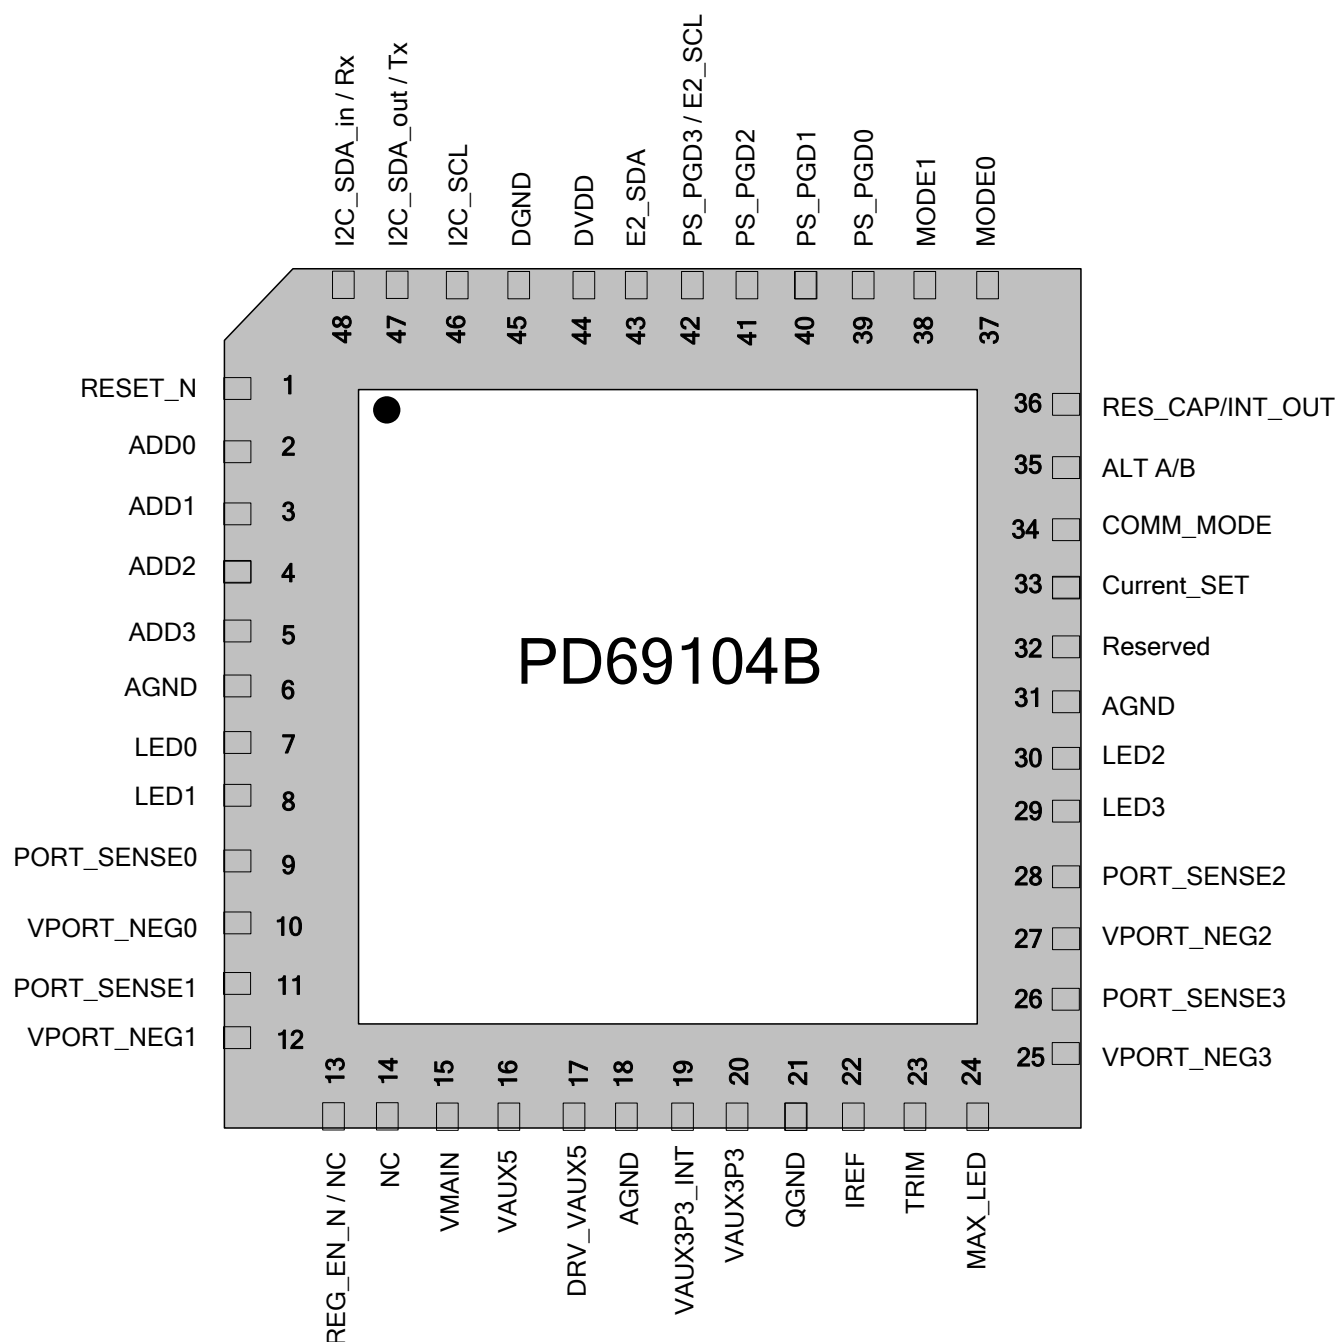 I2C_SDA_in / Rx
I2C_SDA_out / Tx
I2C_SCL
DGND
DVDD
E2_SDA
PS_PGD3 / E2_SCL
PS_PGD2
PS_PGD1
PS_PGD0
MODE1
MODE0
48
47
46
45
44
43
42
41
40
39
38
37
RESET_N 1
ADD0 2
ADD1 3
ADD2 4
ADD3 5
AGND 6
LED0 7
LED1 8
PORT_SENSE0 9
VPORT_NEG0 10
PORT_SENSE1 11
VPORT_NEG1 12
PD69104B
36 RES_CAP/INT_OUT
35 ALT A/B
34 COMM_MODE
33 Current_SET
32 Reserved
31 AGND
30 LED2
29 LED3
28 PORT_SENSE2
27 VPORT_NEG2
26 PORT_SENSE3
25 VPORT_NEG3
13
14
15
16
17
18
19
20
21
22
23
24
REG_EN_N / NC
NC
VMAIN
VAUX5
DRV_VAUX5
AGND
VAUX3P3_INT
VAUX3P3
QGND
IREF
TRIM
MAX_LED